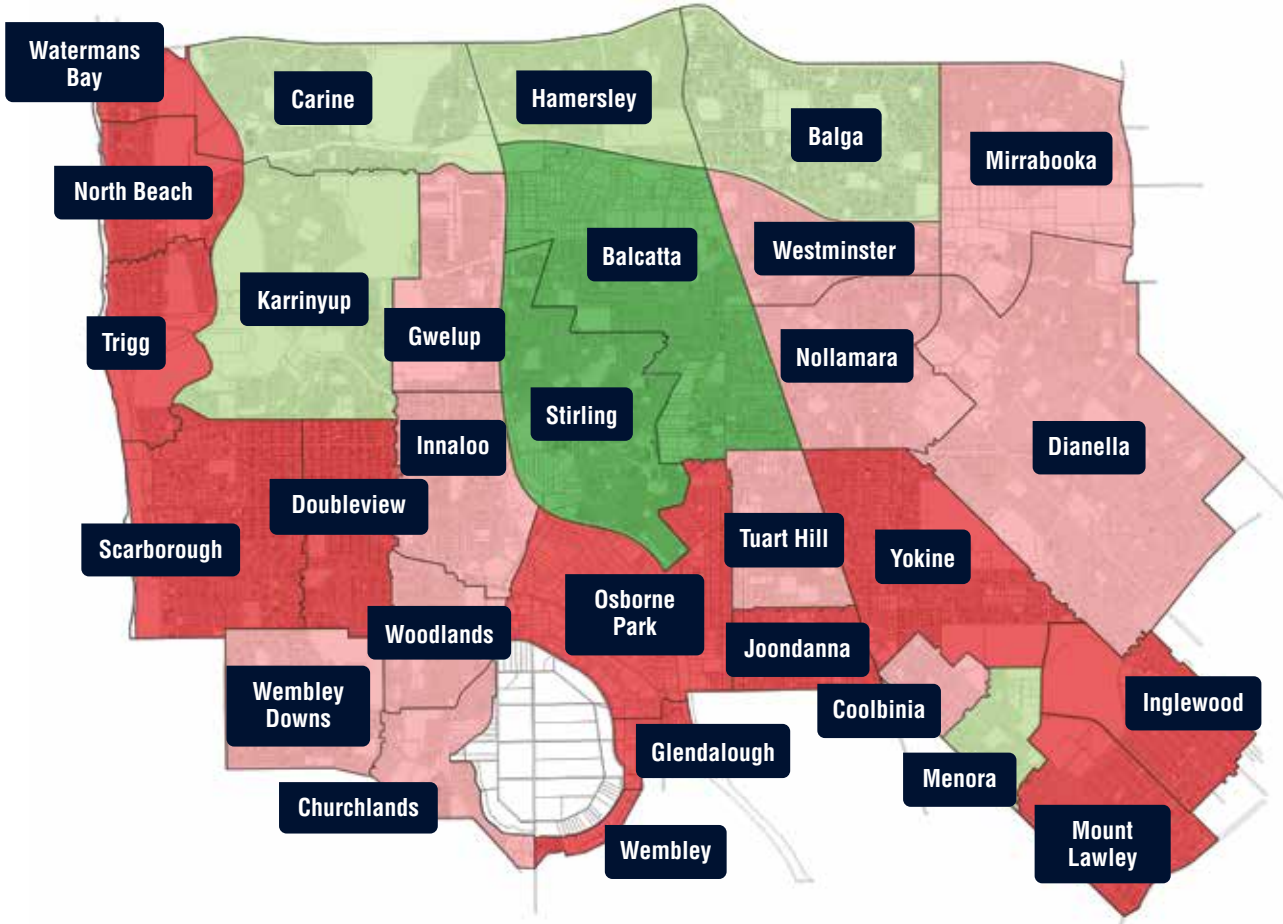 Watermans
Bay
Carine
Hamersley
Balga
Mirrabooka
North Beach
Westminster
Balcatta
Karrinyup
Trigg
Gwelup
Nollamara
Stirling
Innaloo
Dianella
Doubleview
Scarborough
Tuart Hill
Yokine
Osborne
Park
Woodlands
Joondanna
Wembley
Downs
Coolbinia
Inglewood
Glendalough
Menora
Churchlands
Mount
Lawley
Wembley